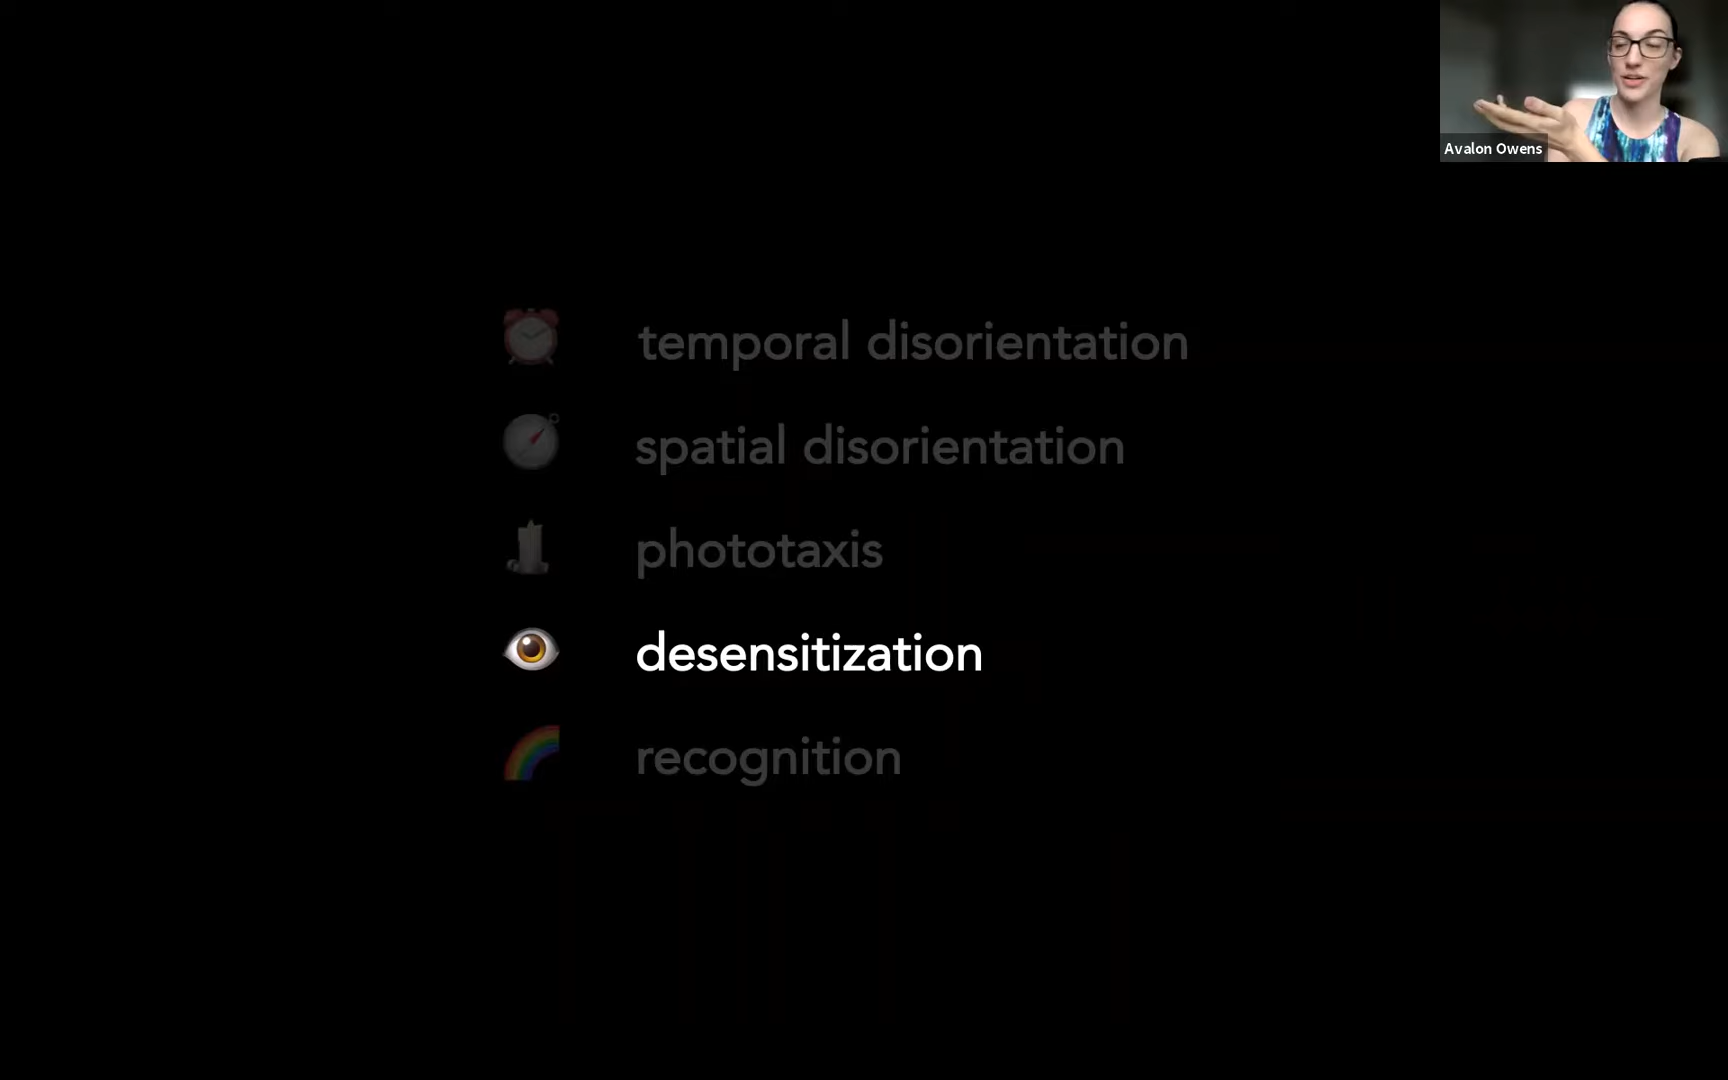 Avalon Owens
temporal disorientation
spatial disorientation
phototaxis
desensitization
recognition